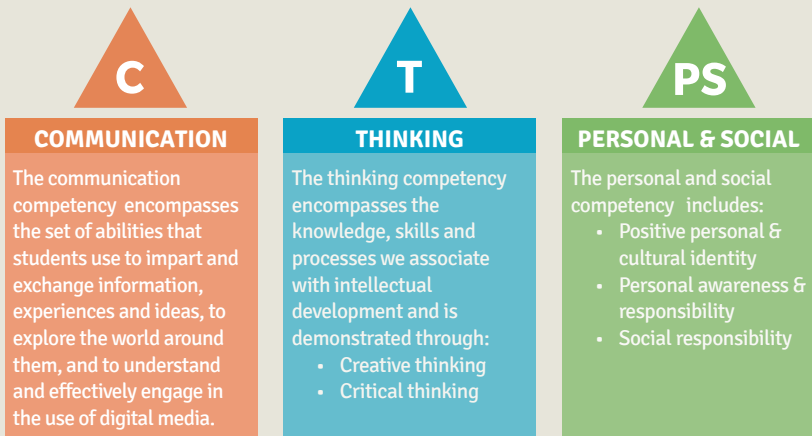 C
COMMUNICATION
The communication
competency encompasses
the set of abilities that
students use to impart and
exchange information,
experiences and ideas, to
explore the world around
them, and to understand
and effectively engage in
the use of digital media.
T
THINKING
The thinking competency
encompasses the
knowledge, skills and
processes we associate
with intellectual
development and is
demonstrated through:
• Creative thinking
• Critical thinking
PS
PERSONAL & SOCIAL
The personal and social
competency includes:
• Positive personal &
cultural identity
• Personal awareness &
responsibility
• Social responsibility